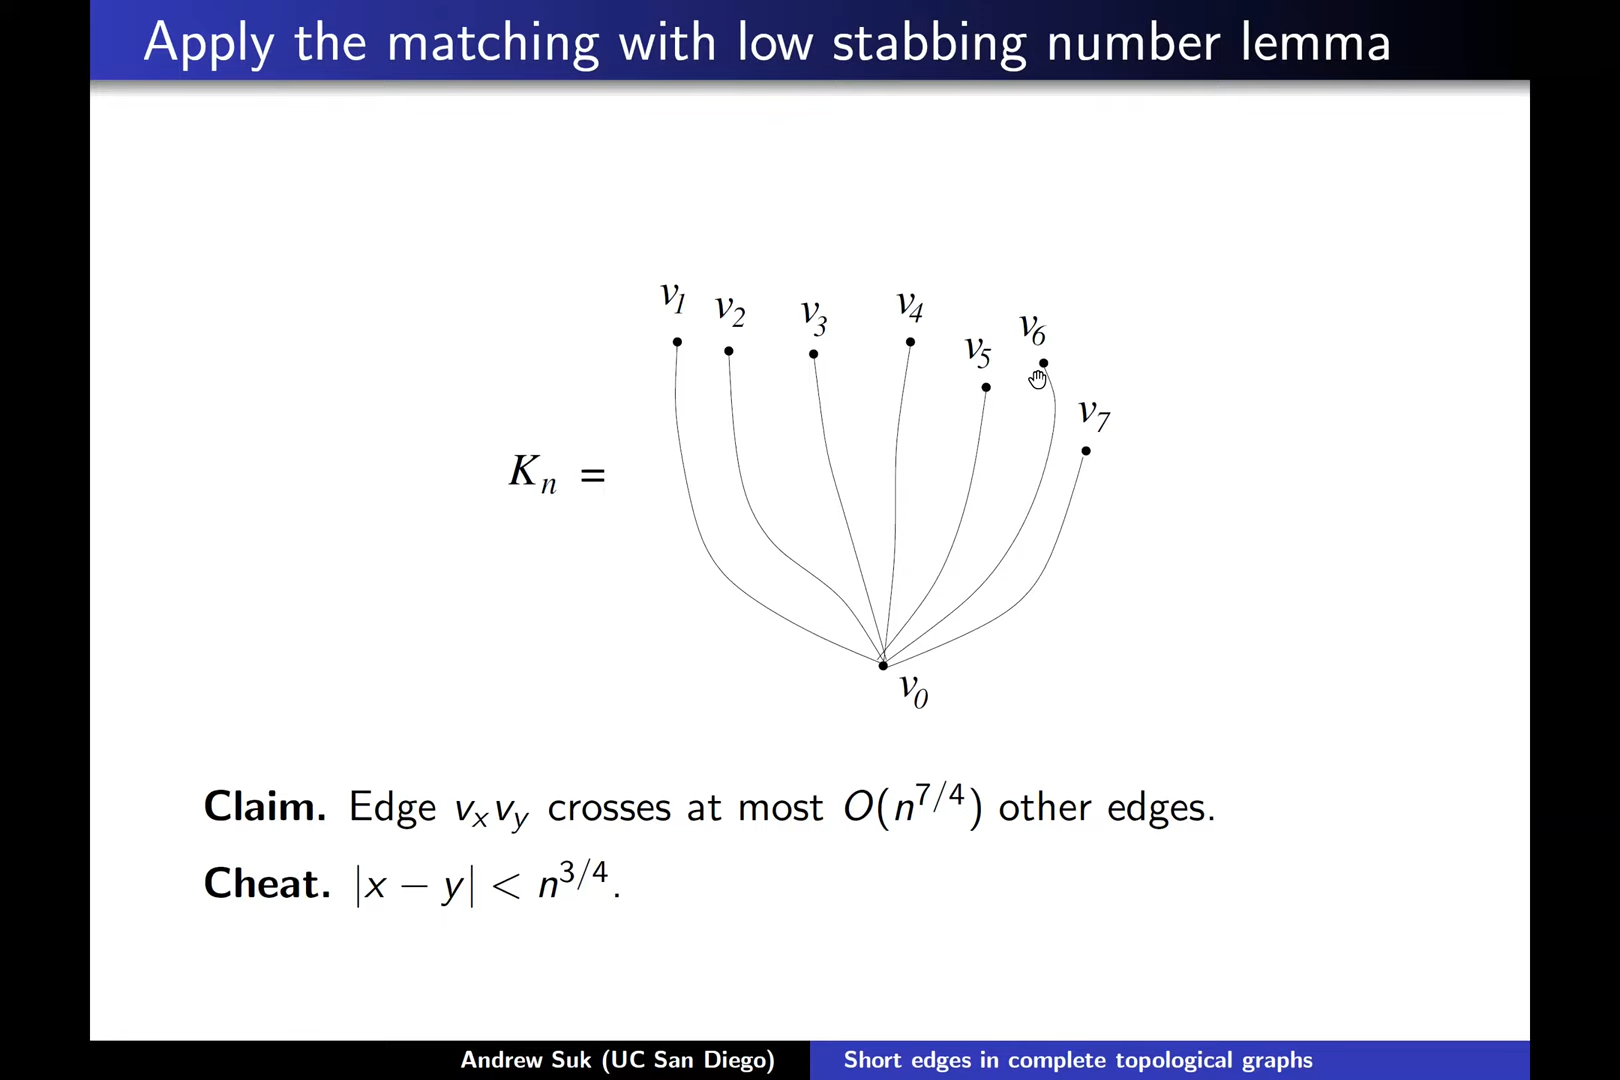 Apply the matching with low stabbing number lemma
v1 v2 v3 v4 v5 v6 v7
Kn =
v0
Claim. Edge vxvy crosses at most O(n^{7/4}) other edges.
Cheat. |x − y| < n^{3/4}.
Andrew Suk (UC San Diego) Short edges in complete topological graphs